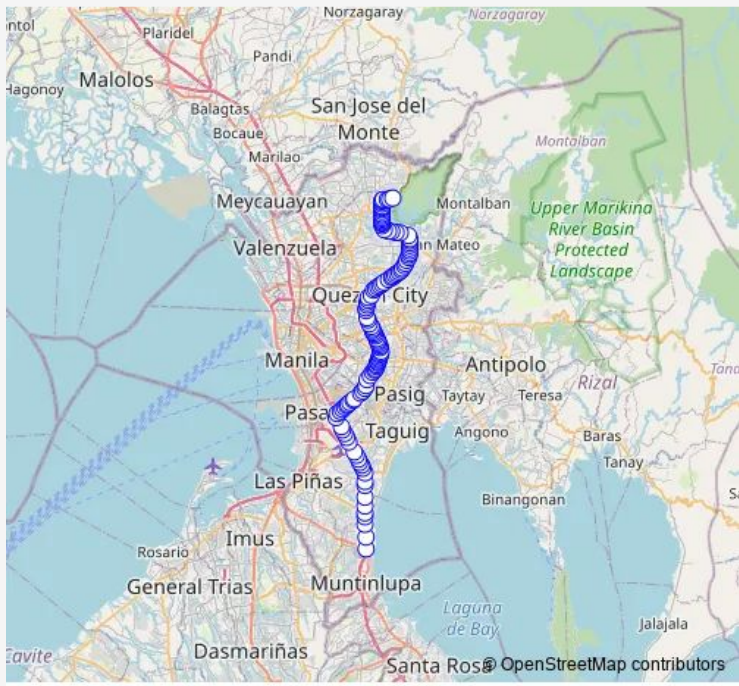 Norzagaray
Norzagaray
Plaridel
Pandi
Malolos
Hagonoy
Balagtas
San Jose del
Monte
Bocaue
Marilao
Montalban
Meycauayan
Montalban
Upper Marikina
River Basin
Protected
Landscape
Valenzuela
San Mateo
Quezon City
Manila
Antipolo
Rizal
Pasig
Taytay
Teresa
Pasay
Taguig
Angono
Baras
Tanay
Las Piñas
Binangonan
Imus
Rosario
General Trias
Muntinlupa
Laguna
de Bay
Jalajala
Cavite
Dasmariñas
Santa Rosa
© OpenStreetMap contributors